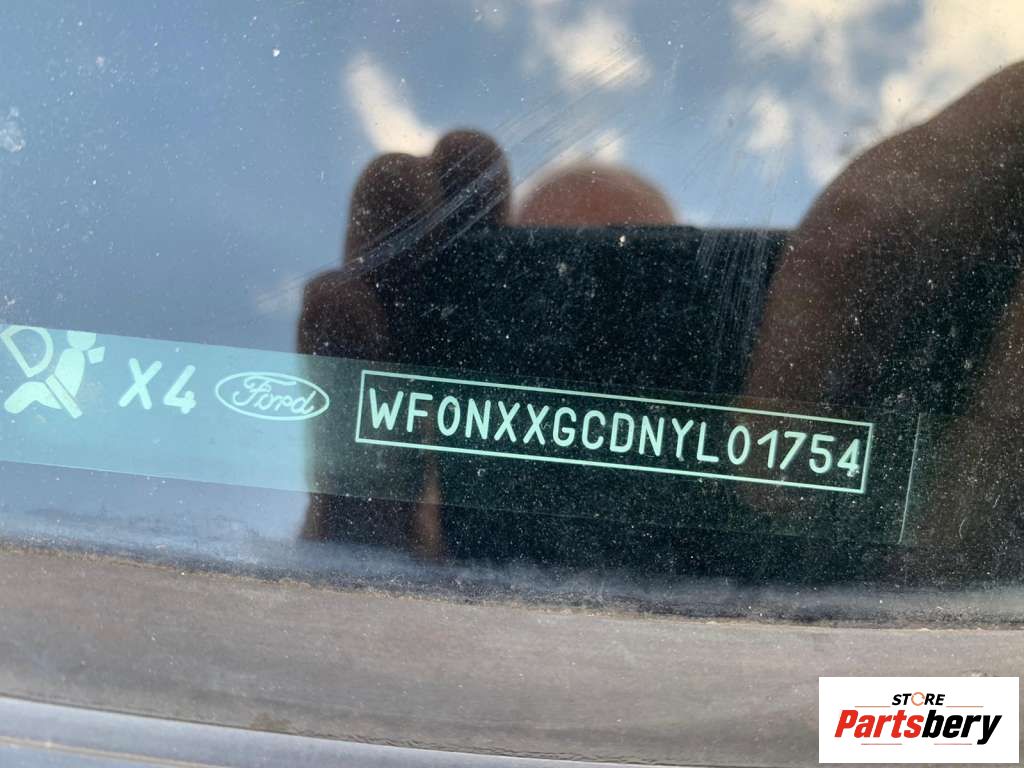 X4 Ford WF0NXXGCDNYL01754
STORE
Partsbery